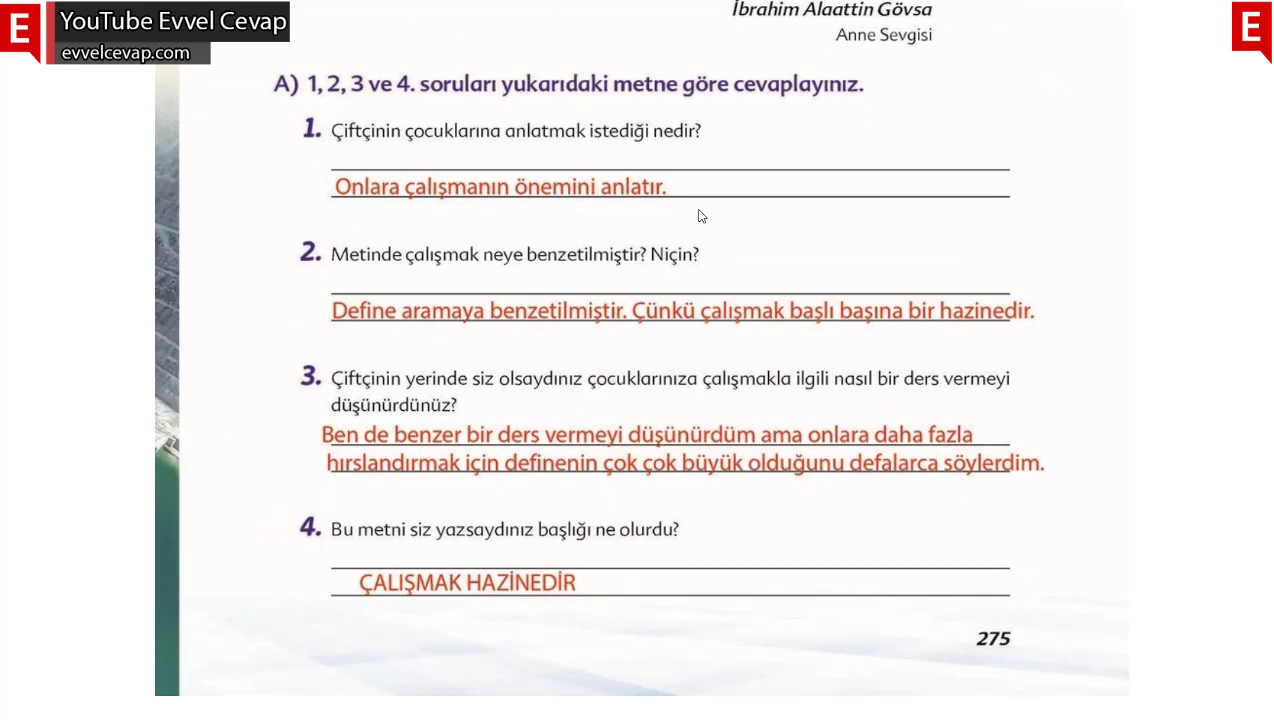 E
YouTube Evvel Cevap
evvelcevap.com
E
İbrahim Alaattin Gövsa
Anne Sevgisi
A) 1, 2, 3 ve 4. soruları yukarıdaki metne göre cevaplayınız.
1. Çiftçinin çocuklarına anlatmak istediği nedir?
Onlara çalışmanın önemini anlatır.
2. Metinde çalışmak neye benzetilmiştir? Niçin?
Define aramaya benzetilmiştir. Çünkü çalışmak başlı başına bir hazinedir.
3. Çiftçinin yerinde siz olsaydınız çocuklarınıza çalışmakla ilgili nasıl bir ders vermeyi
düşünürdünüz?
Ben de benzer bir ders vermeyi düşünürdüm ama onlara daha fazla
hırslandırmak için definenin çok çok büyük olduğunu defalarca söylerdim.
4. Bu metni siz yazsaydınız başlığı ne olurdu?
ÇALIŞMAK HAZİNEDİR
275